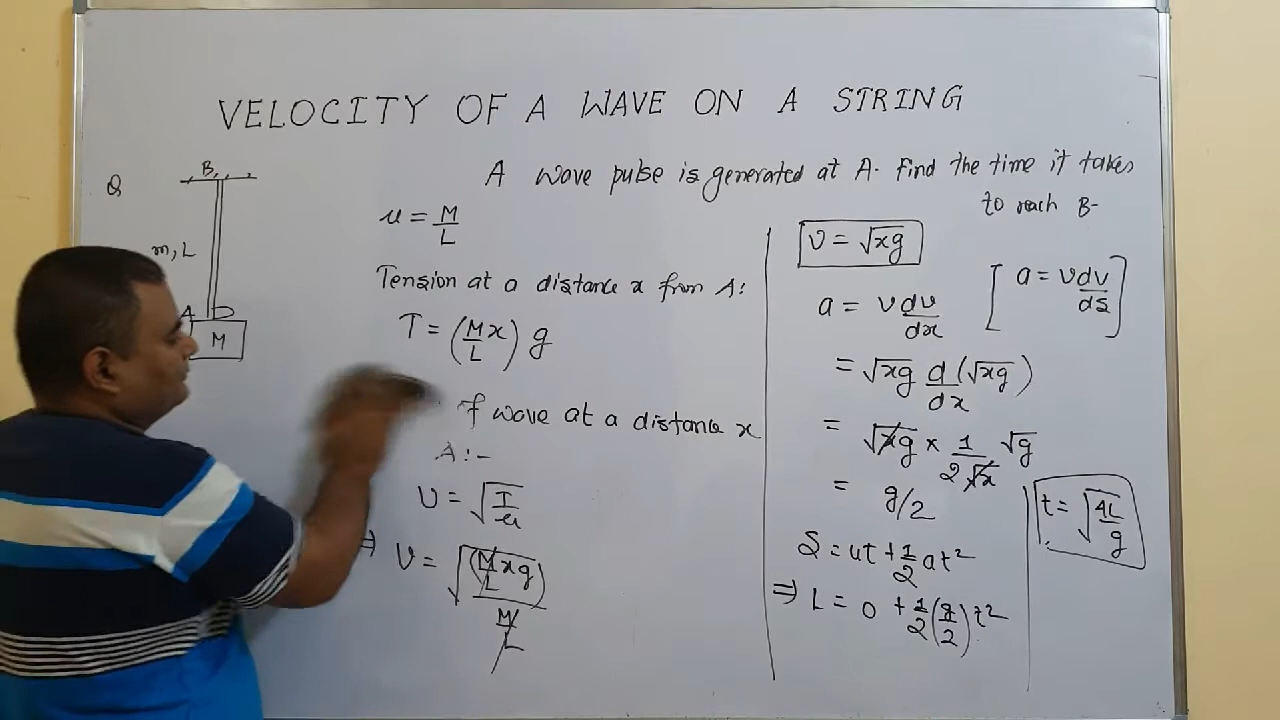 VELOCITY OF A WAVE ON A STRING
Q
B
m, L
A
M
A wave pulse is generated at A. Find the time it takes
to reach B-
μ = M/L
Tension at a distance x from A:
T = (M/L x) g
of wave at a distance x
A :-
v = √(T/μ)
⇒ v = √((M/L xg)/(M/L))
v = √xg
a = v dv/dx [a = v dv/ds]
= √xg d/dx (√xg)
= √xg × 1/2√x √g
= g/2
S = ut + 1/2 at²
⇒ L = 0 + 1/2 (g/2) t²
t = √(4L/g)